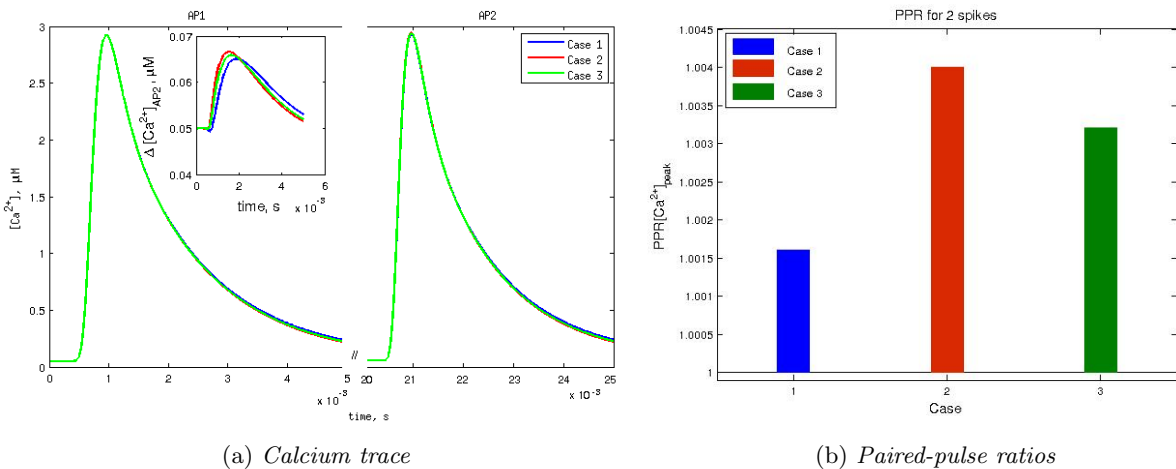 AP1
AP2
PPR for 2 spikes
3
2.5
2
1.5
1
0.5
0
[Ca²⁺], μM
0.07
0.06
0.05
0.04
Δ [Ca²⁺]AP2, μM
0 2 4 6
time, s x 10⁻³
Case 1
Case 2
Case 3
0 1 2 3 4 5
x 10⁻³
//
20 21 22 23 24 25
x 10⁻³
time, s
1.0045
1.004
1.0035
1.003
1.0025
1.002
1.0015
1.001
1.0005
1
PPR[Ca²⁺]peak
Case 1
Case 2
Case 3
1 2 3
Case
(a) Calcium trace
(b) Paired-pulse ratios